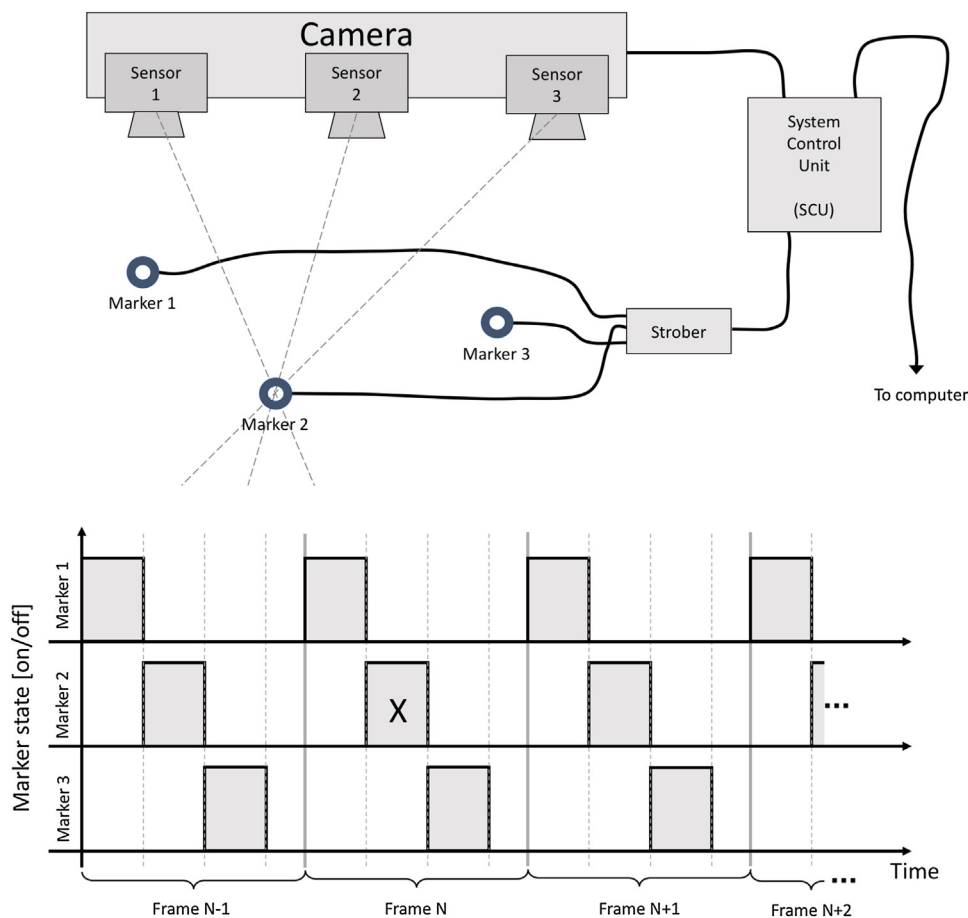 Camera
Sensor
1
Sensor
2
Sensor
3
System
Control
Unit
(SCU)
Marker 1
Marker 3
Strober
Marker 2
To computer
Marker state [on/off]
Marker 1
Marker 2
X
...
Marker 3
Time
...
Frame N-1
Frame N
Frame N+1
Frame N+2